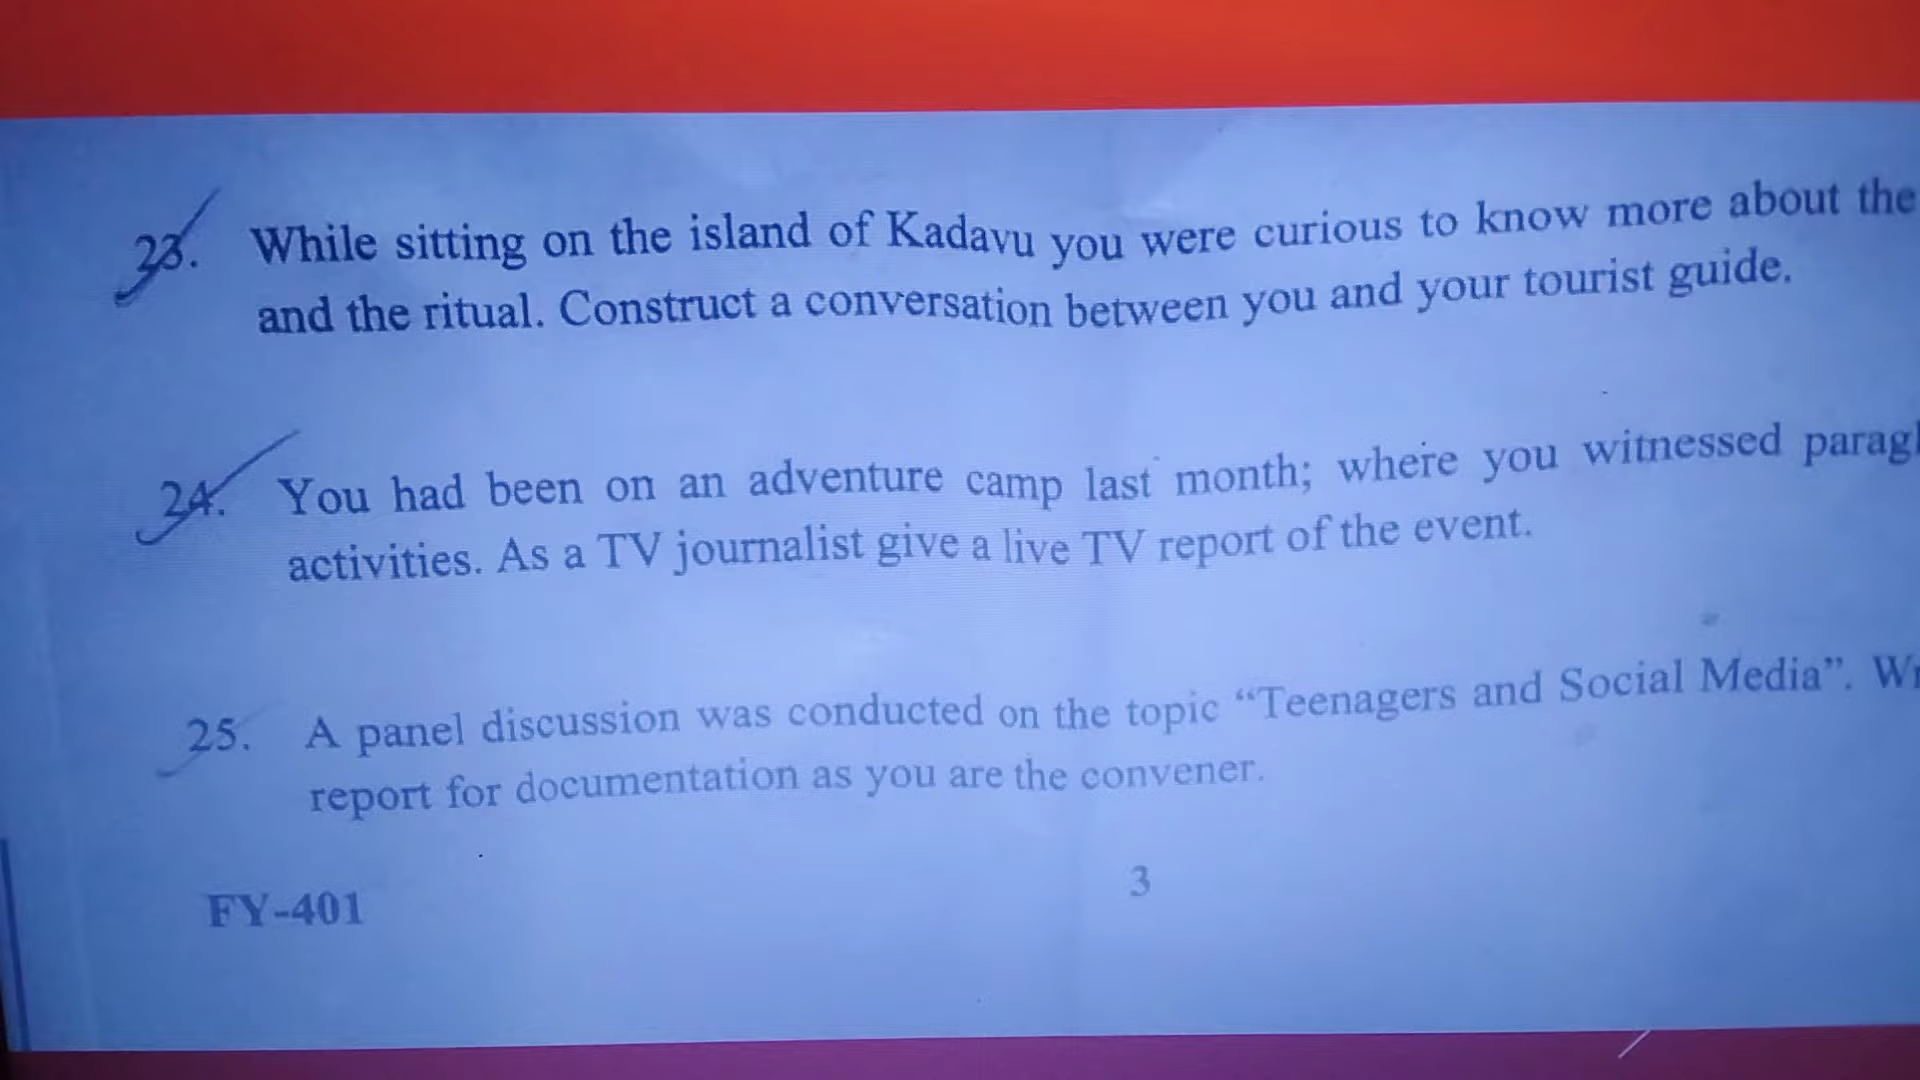 23. While sitting on the island of Kadavu you were curious to know more about the
and the ritual. Construct a conversation between you and your tourist guide.
24. You had been on an adventure camp last month; where you witnessed
activities. As a TV journalist give a live TV report of the event.
25. A panel discussion was conducted on the topic “Teenagers and Social Media”.
report for documentation as you are the convener.
FY-401
3